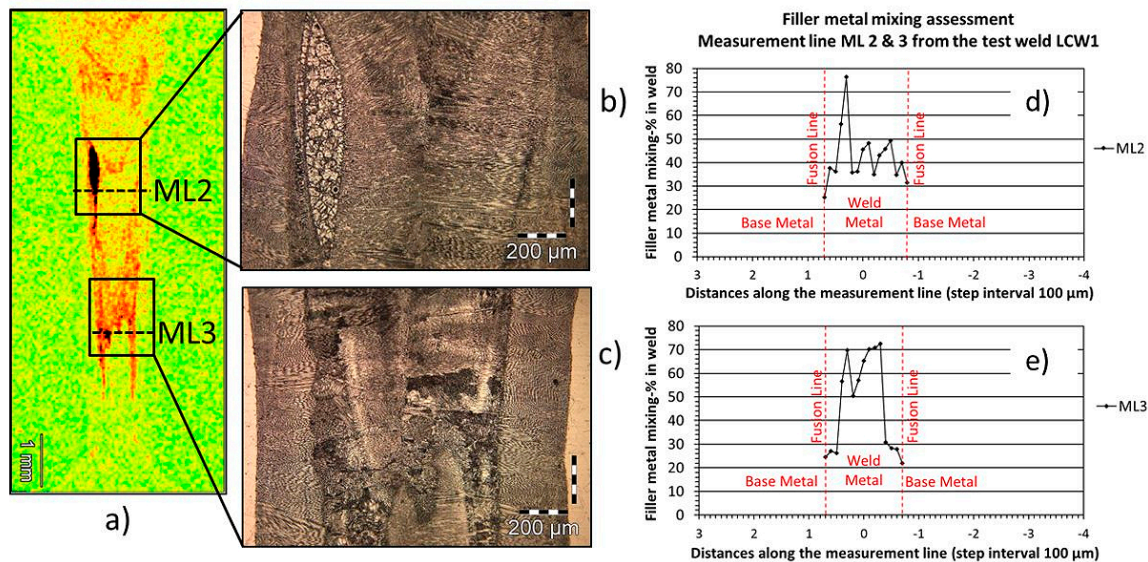 ML2
ML3
1 mm
a)
200 µm
b)
200 µm
c)
Filler metal mixing assessment
Measurement line ML 2 & 3 from the test weld LCW1
Filler metal mixing-% in weld
80
70
60
50
40
30
20
10
0
Fusion Line
Fusion Line
d)
ML2
Weld
Base Metal
Metal
Base Metal
3
2
1
0
-1
-2
-3
-4
Distances along the measurement line (step interval 100 µm)
Filler metal mixing-% in weld
80
70
60
50
40
30
20
10
0
Fusion Line
Fusion Line
e)
ML3
Weld
Base Metal
Metal
Base Metal
3
2
1
0
-1
-2
-3
-4
Distances along the measurement line (step interval 100 µm)